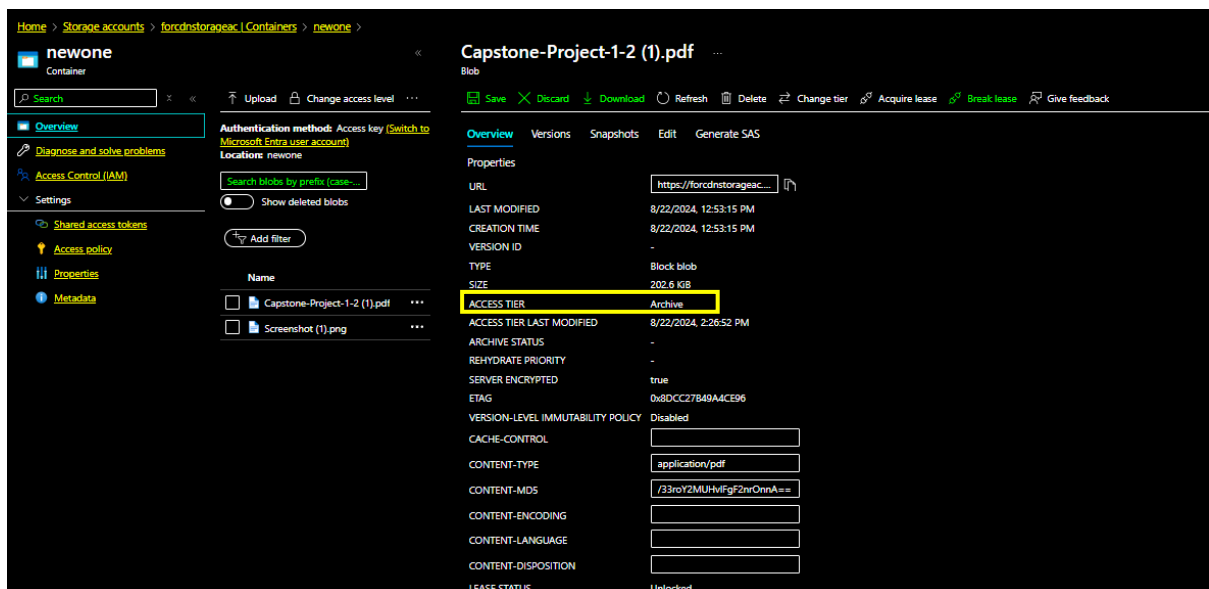 Home > Storage accounts > forcdnstorageac | Containers > newone >
newone
Container
Search
Overview
Diagnose and solve problems
Access Control (IAM)
Settings
Shared access tokens
Access policy
Properties
Metadata
Upload Change access level ...
Authentication method: Access key (Switch to
Microsoft Entra user account)
Location: newone
Search blobs by prefix (case-...
Show deleted blobs
Add filter
Name
Capstone-Project-1-2 (1).pdf ...
Screenshot (1).png ...
Capstone-Project-1-2 (1).pdf ...
Blob
Save Discard Download Refresh Delete Change tier Acquire lease Break lease Give feedback
Overview Versions Snapshots Edit Generate SAS
Properties
URL https://forcdnstorageac....
LAST MODIFIED 8/22/2024, 12:53:15 PM
CREATION TIME 8/22/2024, 12:53:15 PM
VERSION ID -
TYPE Block blob
SIZE 202.6 KiB
ACCESS TIER Archive
ACCESS TIER LAST MODIFIED 8/22/2024, 2:26:52 PM
ARCHIVE STATUS -
REHYDRATE PRIORITY -
SERVER ENCRYPTED true
ETAG 0x8DCC27B49A4CE96
VERSION-LEVEL IMMUTABILITY POLICY Disabled
CACHE-CONTROL
CONTENT-TYPE application/pdf
CONTENT-MD5 /33roY2MUHvlFgF2nrOnnA==
CONTENT-ENCODING
CONTENT-LANGUAGE
CONTENT-DISPOSITION
LEASE STATUS Unlocked